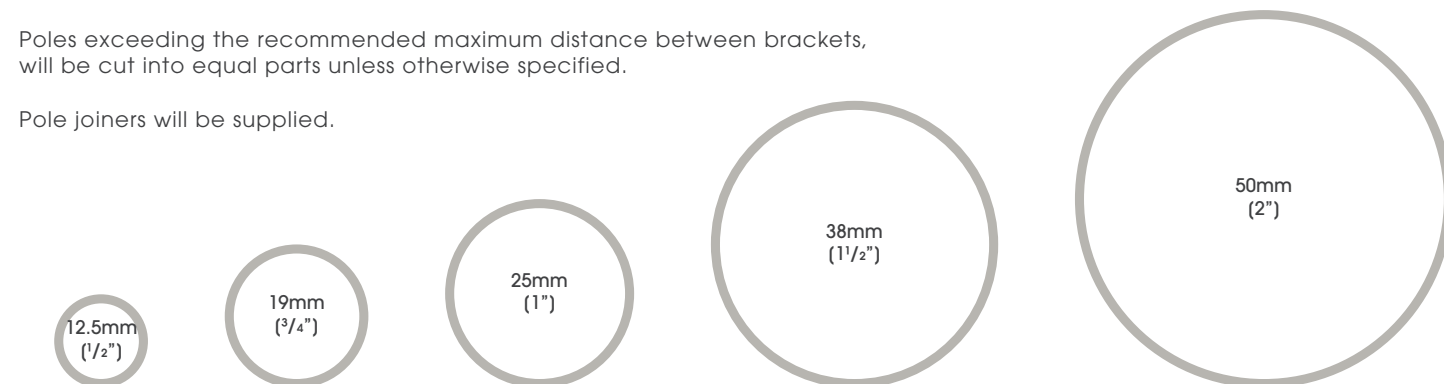 Poles exceeding the recommended maximum distance between brackets,
will be cut into equal parts unless otherwise specified.
Pole joiners will be supplied.
12.5mm
(¹/₂”)
19mm
(³/₄”)
25mm
(1”)
38mm
(1¹/₂”)
50mm
(2”)